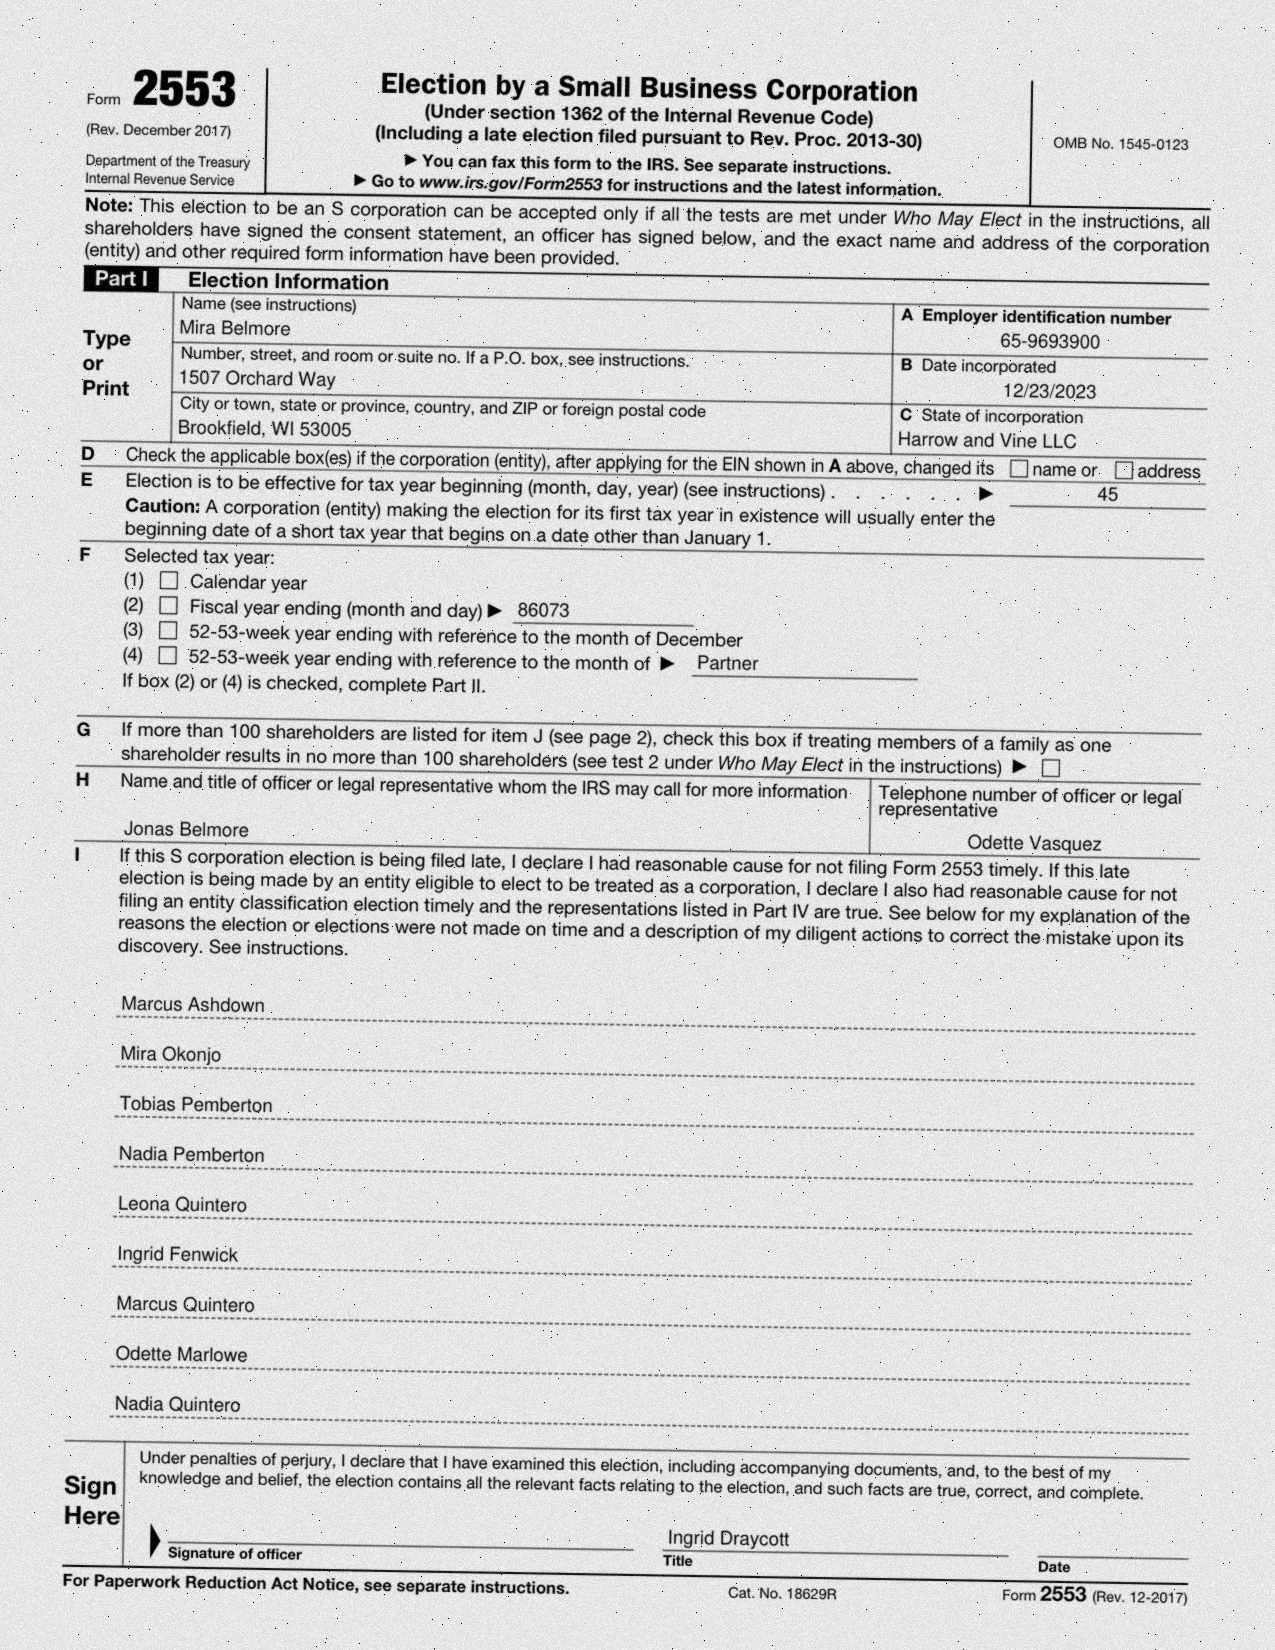 Form 2553
(Rev. December 2017)
Department of the Treasury
Internal Revenue Service
Election by a Small Business Corporation
(Under section 1362 of the Internal Revenue Code)
(Including a late election filed pursuant to Rev. Proc. 2013-30)
▶ You can fax this form to the IRS. See separate instructions.
▶ Go to www.irs.gov/Form2553 for instructions and the latest information.
OMB No. 1545-0123
Note: This election to be an S corporation can be accepted only if all the tests are met under Who May Elect in the instructions, all
shareholders have signed the consent statement, an officer has signed below, and the exact name and address of the corporation
(entity) and other required form information have been provided.
Part I Election Information
Type
or
Print
Name (see instructions)
Mira Belmore
Number, street, and room or suite no. If a P.O. box, see instructions.
1507 Orchard Way
City or town, state or province, country, and ZIP or foreign postal code
Brookfield, WI 53005
A Employer identification number
65-9693900
B Date incorporated
12/23/2023
C State of incorporation
Harrow and Vine LLC
D Check the applicable box(es) if the corporation (entity), after applying for the EIN shown in A above, changed its name or address
E Election is to be effective for tax year beginning (month, day, year) (see instructions) . . . . . . ▶ 45
Caution: A corporation (entity) making the election for its first tax year in existence will usually enter the
beginning date of a short tax year that begins on a date other than January 1.
F Selected tax year:
(1) Calendar year
(2) Fiscal year ending (month and day) ▶ 86073
(3) 52-53-week year ending with reference to the month of December
(4) 52-53-week year ending with reference to the month of ▶ Partner
If box (2) or (4) is checked, complete Part II.
G If more than 100 shareholders are listed for item J (see page 2), check this box if treating members of a family as one
shareholder results in no more than 100 shareholders (see test 2 under Who May Elect in the instructions) ▶
H Name and title of officer or legal representative whom the IRS may call for more information
Jonas Belmore
Telephone number of officer or legal
representative
Odette Vasquez
I If this S corporation election is being filed late, I declare I had reasonable cause for not filing Form 2553 timely. If this late
election is being made by an entity eligible to elect to be treated as a corporation, I declare I also had reasonable cause for not
filing an entity classification election timely and the representations listed in Part IV are true. See below for my explanation of the
reasons the election or elections were not made on time and a description of my diligent actions to correct the mistake upon its
discovery. See instructions.
Marcus Ashdown
Mira Okonjo
Tobias Pemberton
Nadia Pemberton
Leona Quintero
Ingrid Fenwick
Marcus Quintero
Odette Marlowe
Nadia Quintero
Sign
Here
Under penalties of perjury, I declare that I have examined this election, including accompanying documents, and, to the best of my
knowledge and belief, the election contains all the relevant facts relating to the election, and such facts are true, correct, and complete.
Signature of officer
Ingrid Draycott
Title
Date
For Paperwork Reduction Act Notice, see separate instructions.
Cat. No. 18629R
Form 2553 (Rev. 12-2017)